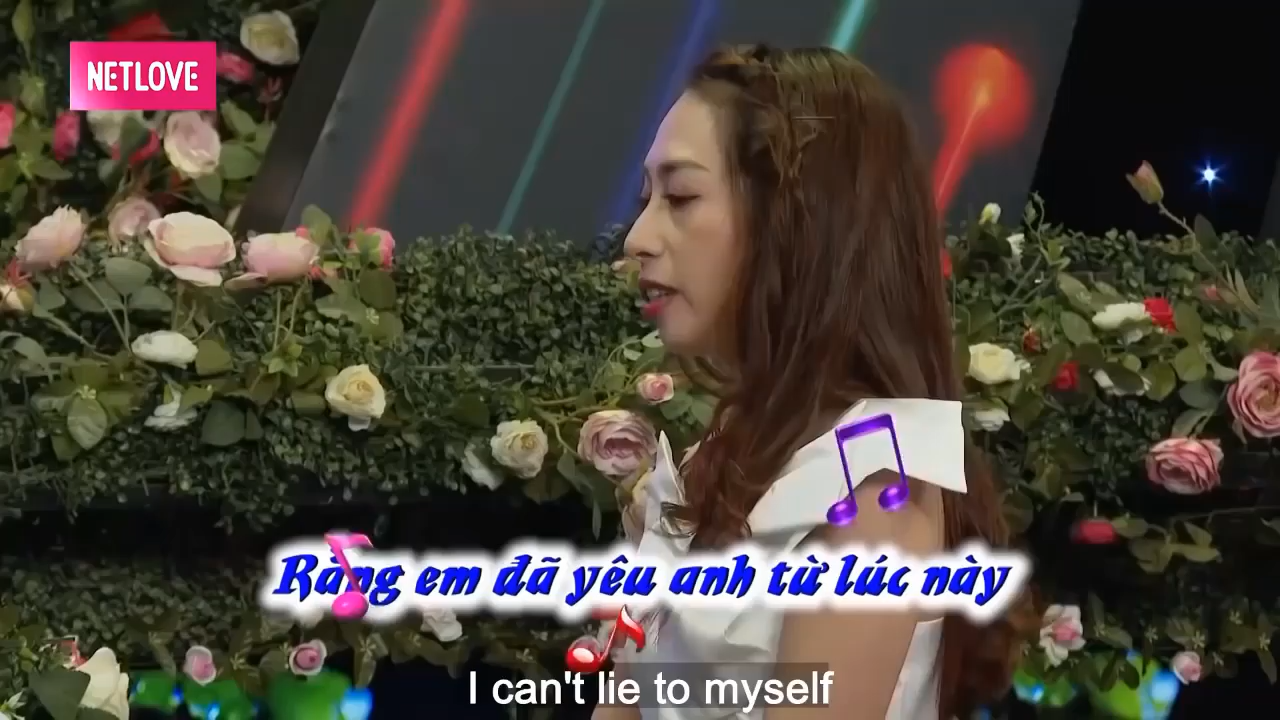 NETLOVE
Rằng em đã yêu anh từ lúc này
I can't lie to myself